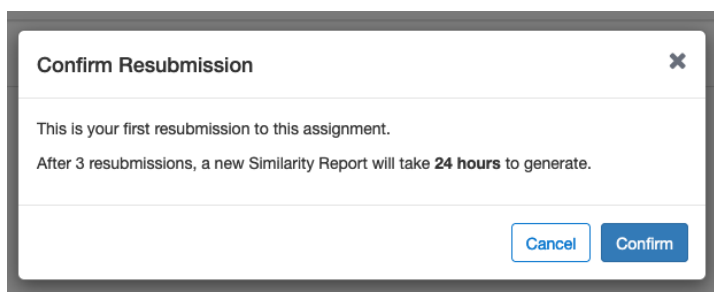 Confirm Resubmission
This is your first resubmission to this assignment.
After 3 resubmissions, a new Similarity Report will take 24 hours to generate.
Cancel
Confirm